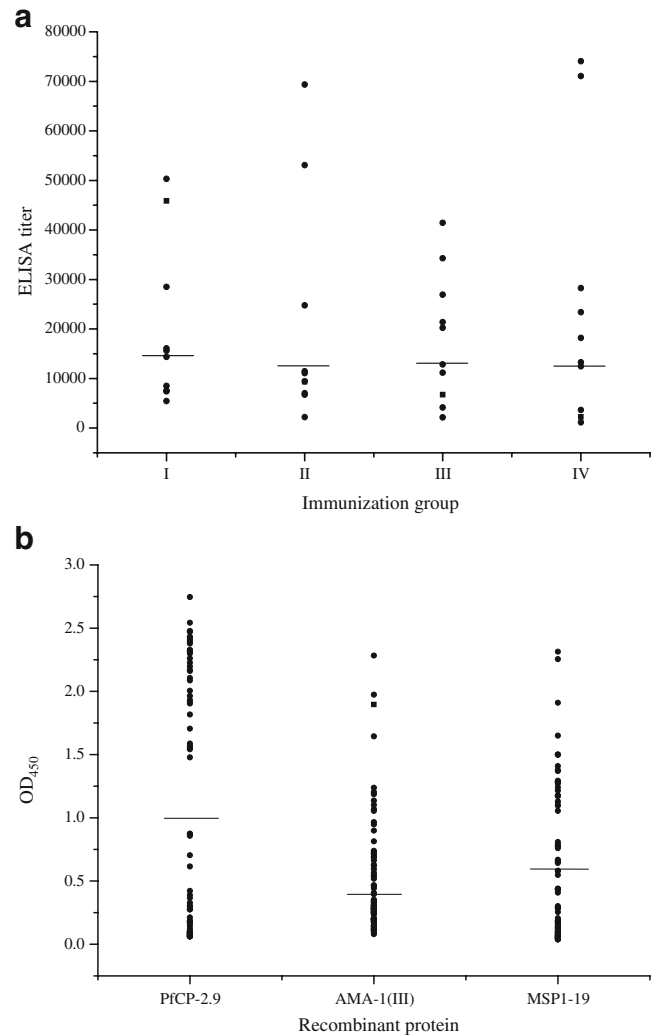 a
80000
70000
60000
50000
40000
30000
20000
10000
0
ELISA titer
I II III IV
Immunization group
b
3.0
2.5
2.0
1.5
1.0
0.5
0.0
OD450
PfCP-2.9 AMA-1(III) MSP1-19
Recombinant protein